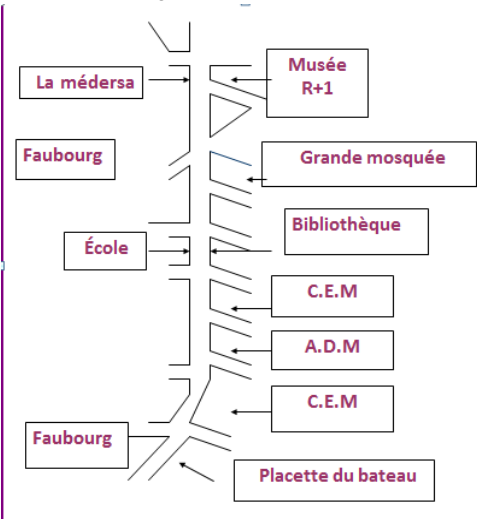 Musée
R+1
La médersa
Faubourg
Grande mosquée
Bibliothèque
École
C.E.M
A.D.M
C.E.M
Faubourg
Placette du bateau